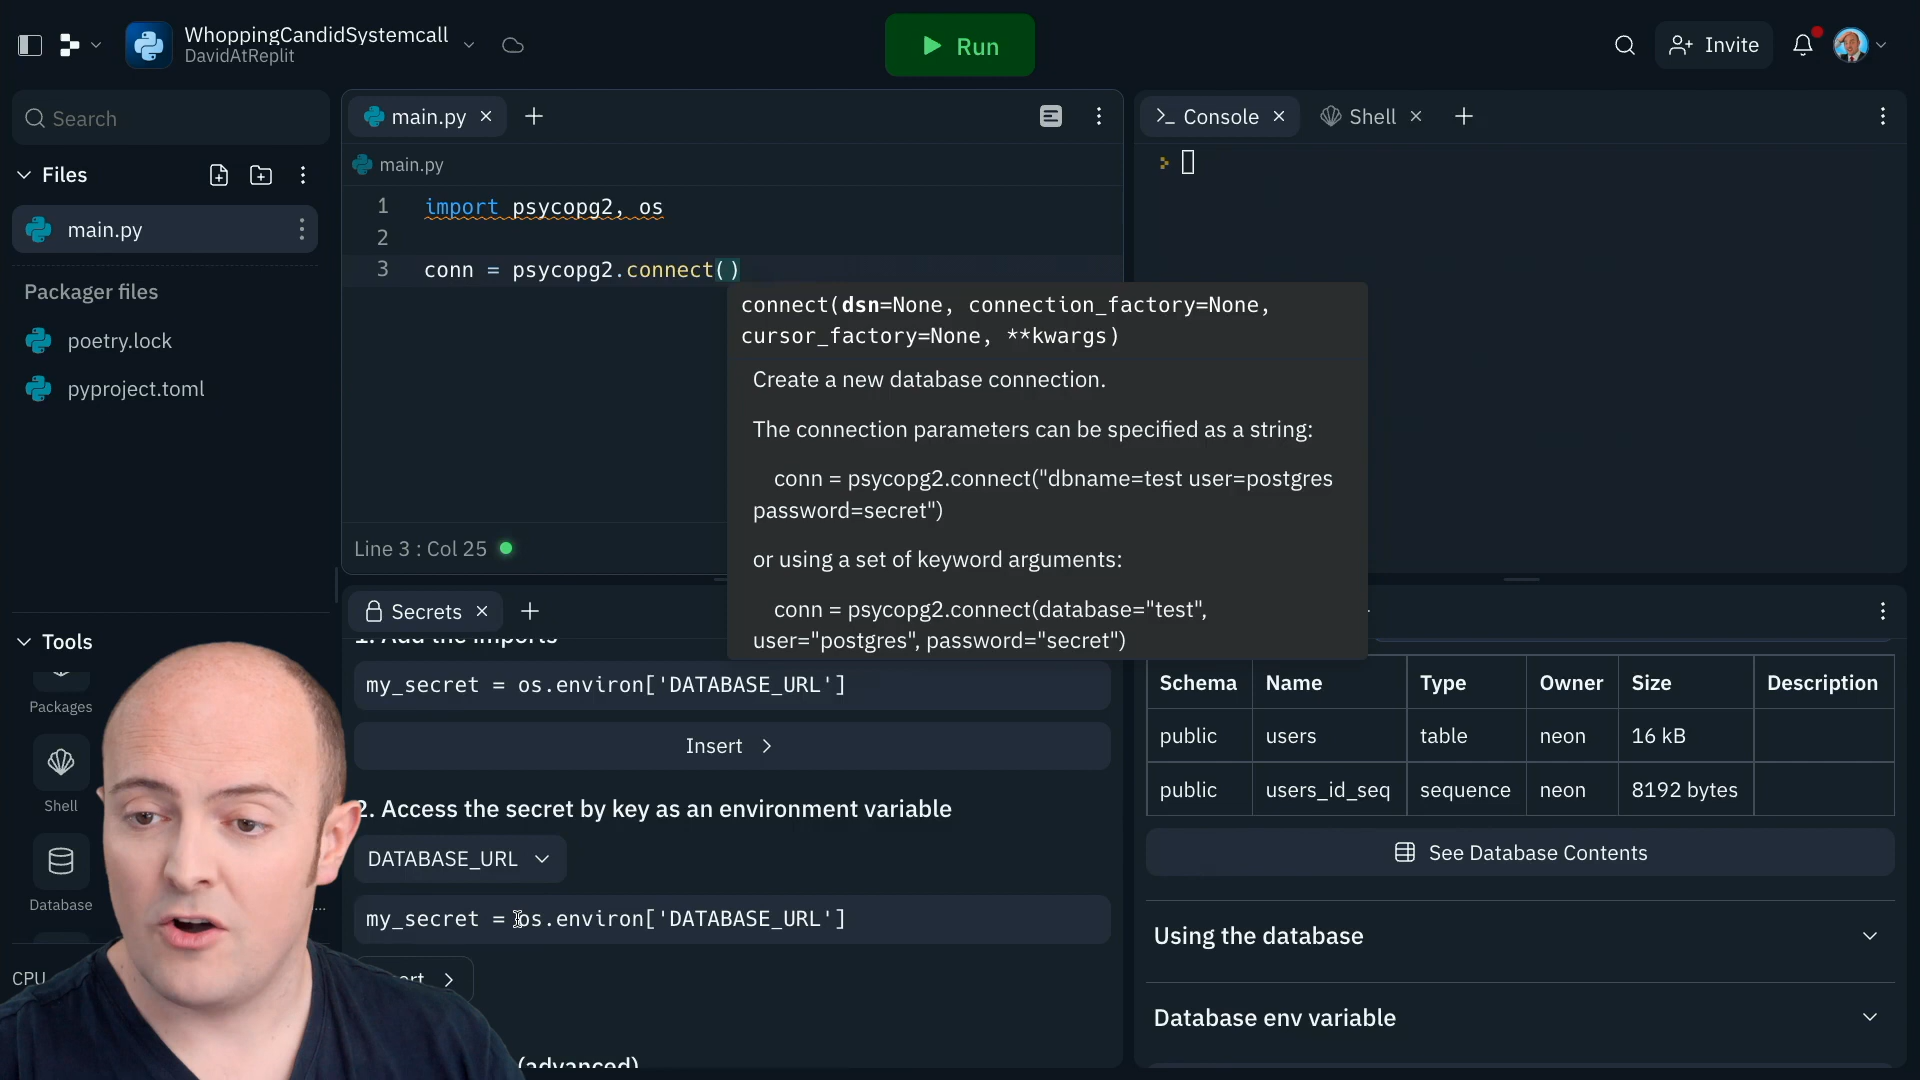 WhoppingCandidSystemcall
DavidAtReplit
Run
Invite
Search
Files
main.py
Packager files
poetry.lock
pyproject.toml
Tools
Packages
Shell
Database
CPU
main.py
main.py
1 import psycopg2, os
2
3 conn = psycopg2.connect()
connect(dsn=None, connection_factory=None,
cursor_factory=None, **kwargs)
Create a new database connection.
The connection parameters can be specified as a string:
conn = psycopg2.connect("dbname=test user=postgres
password=secret")
or using a set of keyword arguments:
conn = psycopg2.connect(database="test",
user="postgres", password="secret")
Line 3 : Col 25
Secrets
1. Add the imports
my_secret = os.environ['DATABASE_URL']
Insert
2. Access the secret by key as an environment variable
DATABASE_URL
my_secret = os.environ['DATABASE_URL']
(advanced)
Console
Shell
Schema Name Type Owner Size Description
public users table neon 16 kB
public users_id_seq sequence neon 8192 bytes
See Database Contents
Using the database
Database env variable